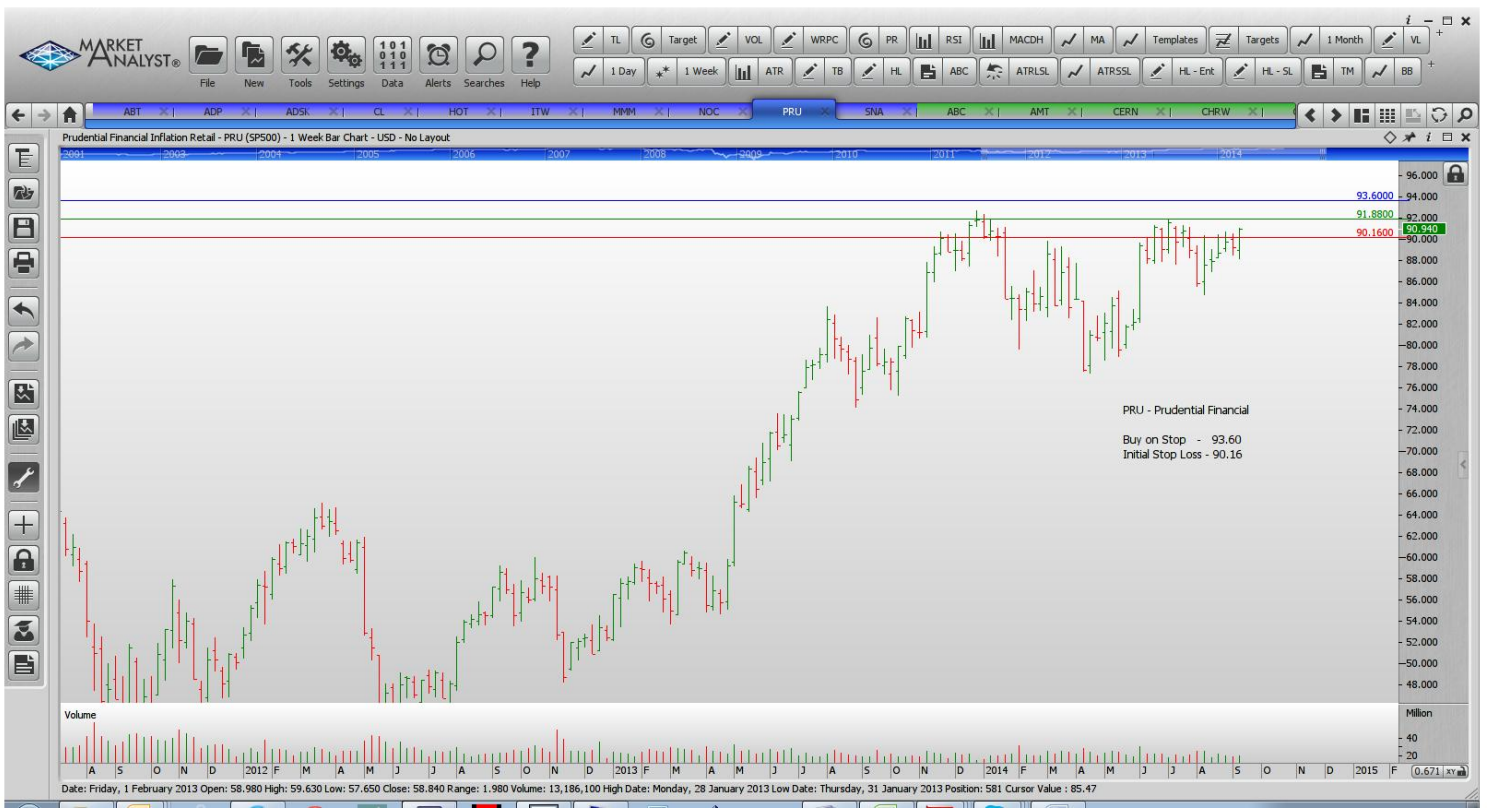 i
MARKET ANALYST®
File New Tools Settings Data Alerts Searches Help
101
010
111
TL Target VOL WRPC PR RSI MACDH MA Templates Targets 1 Month VL
1 Day 1 Week ATR TB HL ABC ATRLSL ATRSSL HL - Ent HL - SL TM BB
ABT ADP ADSK CL HOT ITW MMM NOC PRU SNA ABC AMT CERN CHRW
Prudential Financial Inflation Retail - PRU (SP500) - 1 Week Bar Chart - USD - No Layout
2001 2003 2004 2005 2006 2007 2008 2009 2010 2011 2012 2013 2014
96.000
93.6000
94.000
91.8800
92.000
90.940
90.1600
90.000
88.000
86.000
84.000
82.000
80.000
78.000
76.000
74.000
72.000
70.000
68.000
66.000
64.000
62.000
60.000
58.000
56.000
54.000
52.000
50.000
48.000
PRU - Prudential Financial
Buy on Stop - 93.60
Initial Stop Loss - 90.16
Volume
Million
40
20
A S O N D 2012 F M A M J J A S O N D 2013 F M A M J J A S O N D 2014 F M A M J J A S O N D 2015 F
0.671 XY
Date: Friday, 1 February 2013 Open: 58.980 High: 59.630 Low: 57.650 Close: 58.840 Range: 1.980 Volume: 13,186,100 High Date: Monday, 28 January 2013 Low Date: Thursday, 31 January 2013 Position: 581 Cursor Value : 85.47